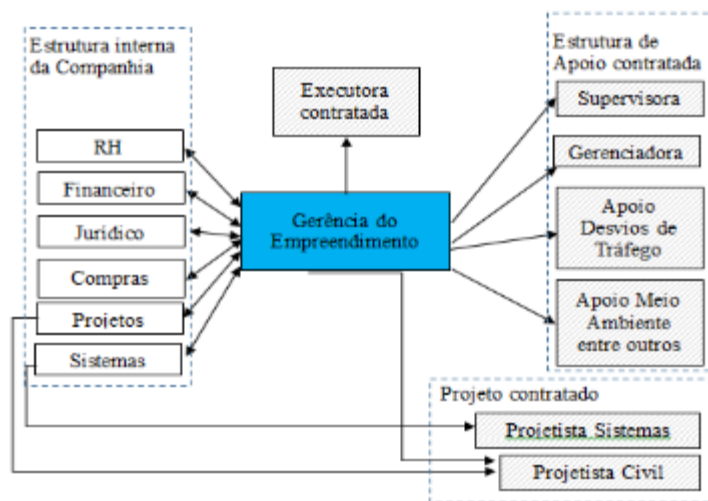 Estrutura interna
da Companhia
RH
Financeiro
Jurídico
Compras
Projetos
Sistemas
Executora
contratada
Gerência do
Empreendimento
Estrutura de
Apoio contratada
Supervisora
Gerenciadora
Apoio
Desvios de
Tráfego
Apoio Meio
Ambiente
entre outros
Projeto contratado
Projetista Sistemas
Projetista Civil